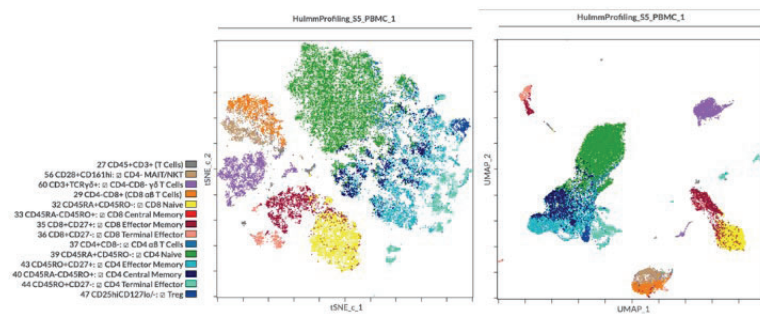 HuImmProfiling_S5_PBMC_1
HuImmProfiling_S5_PBMC_1
tSNE_c_2
UMAP_2
27 CD45+CD3+ (T Cells)
56 CD28+CD161hi: ☑ CD4- MAIT/NKT
60 CD3+TCRγδ+: ☑ CD4-CD8- γδ T Cells
29 CD4-CD8+ (CD8 αβ T Cells)
32 CD45RA+CD45RO-: ☑ CD8 Naive
33 CD45RA-CD45RO+: ☑ CD8 Central Memory
35 CD8+CD27+: ☑ CD8 Effector Memory
36 CD8+CD27-: ☑ CD8 Terminal Effector
37 CD4+CD8-: ☑ CD4 αβ T Cells
39 CD45RA+CD45RO-: ☑ CD4 Naive
43 CD45RO+CD27+: ☑ CD4 Effector Memory
40 CD45RA-CD45RO+: ☑ CD4 Central Memory
44 CD45RO+CD27-: ☑ CD4 Terminal Effector
47 CD25hiCD127lo/-: ☑ Treg
tSNE_c_1
UMAP_1